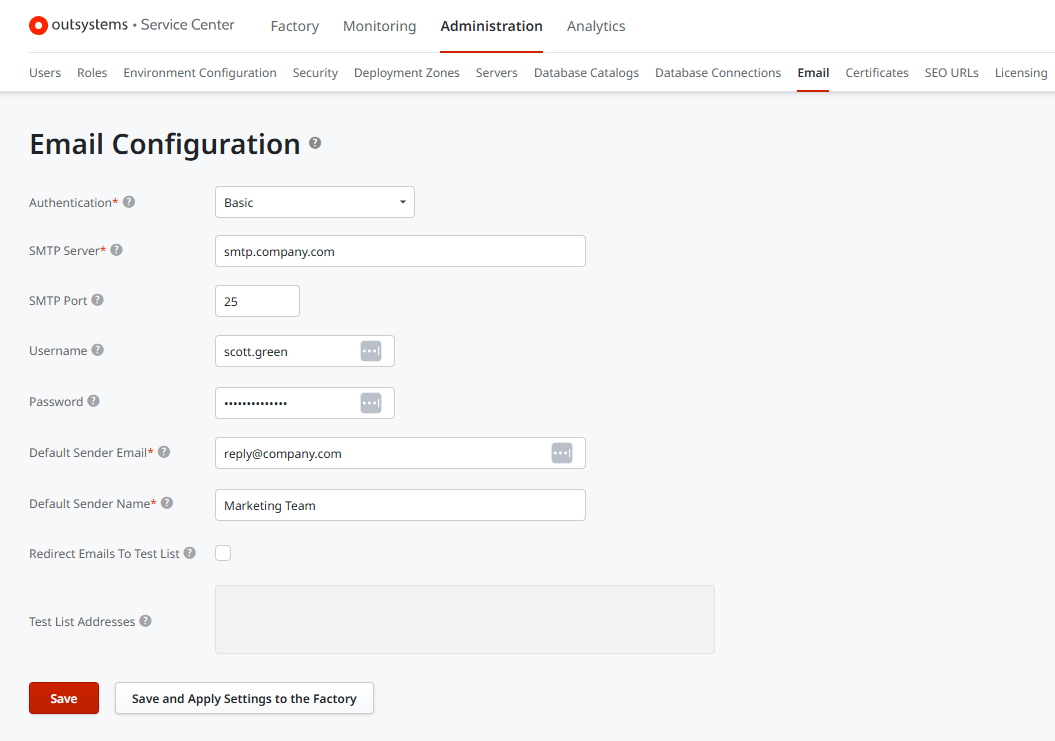 outsystems • Service Center Factory Monitoring Administration Analytics
Users Roles Environment Configuration Security Deployment Zones Servers Database Catalogs Database Connections Email Certificates SEO URLs Licensing
Email Configuration ?
Authentication* ? Basic
SMTP Server* ? smtp.company.com
SMTP Port ? 25
Username ? scott.green
Password ? ••••••••••••••
Default Sender Email* ? reply@company.com
Default Sender Name* ? Marketing Team
Redirect Emails To Test List ?
Test List Addresses ?
Save Save and Apply Settings to the Factory